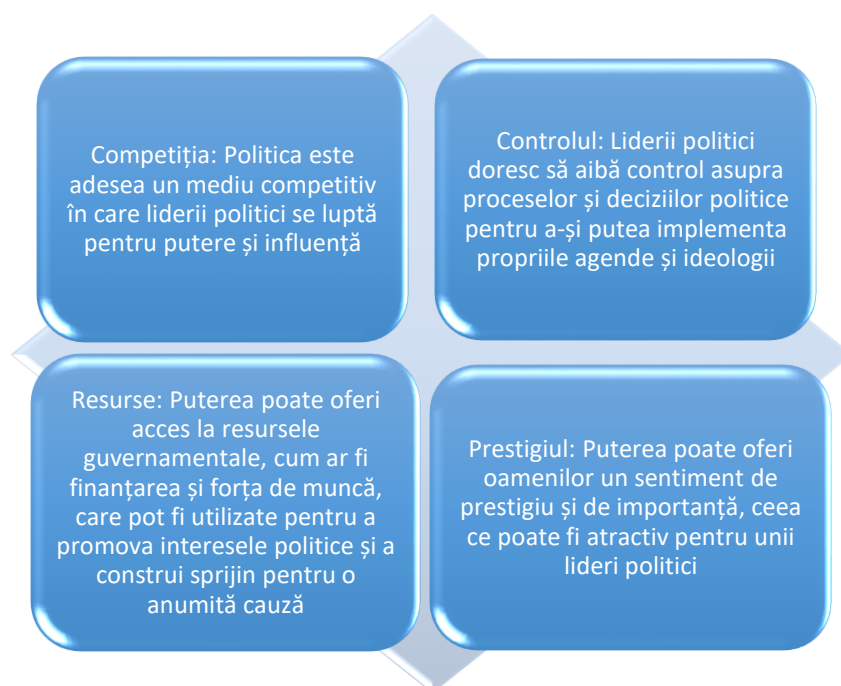 Competiția: Politica este
adesea un mediu competitiv
în care liderii politici se luptă
pentru putere și influență
Controlul: Liderii politici
doresc să aibă control asupra
proceselor și deciziilor politice
pentru a-și putea implementa
propriile agende și ideologii
Resurse: Puterea poate oferi
acces la resursele
guvernamentale, cum ar fi
finanțarea și forța de muncă,
care pot fi utilizate pentru a
promova interesele politice și a
construi sprijin pentru o
anumită cauză
Prestigiul: Puterea poate oferi
oamenilor un sentiment de
prestigiu și de importanță, ceea
ce poate fi atractiv pentru unii
lideri politici